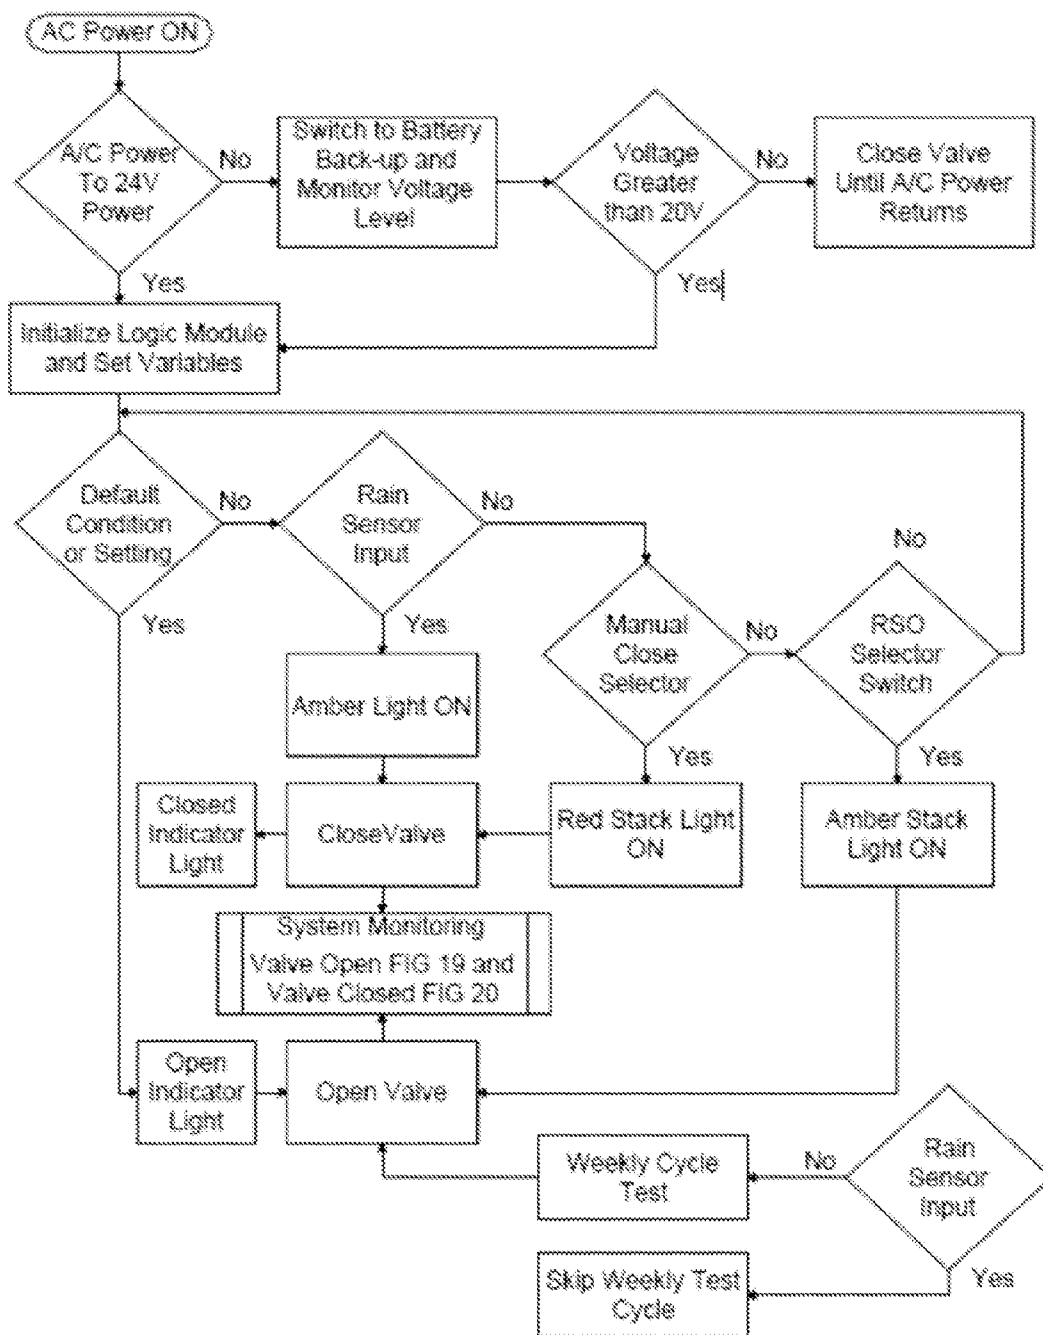 AC Power ON
A/C Power
To 24V
Power
No
Switch to Battery
Back-up and
Monitor Voltage
Level
Voltage
Greater
than 20V
No
Close Valve
Until A/C Power
Returns
Yes
Yes
Initialize Logic Module
and Set Variables
Default
Condition
or Setting
No
Rain
Sensor
Input
No
Yes
Yes
Manual
Close
Selector
No
RSO
Selector
Switch
No
Amber Light ON
Yes
Yes
Closed
Indicator
Light
CloseValve
Red Stack Light
ON
Amber Stack
Light ON
System Monitoring
Valve Open FIG 19 and
Valve Closed FIG 20
Open
Indicator
Light
Open Valve
Weekly Cycle
Test
No
Rain
Sensor
Input
Yes
Skip Weekly Test
Cycle